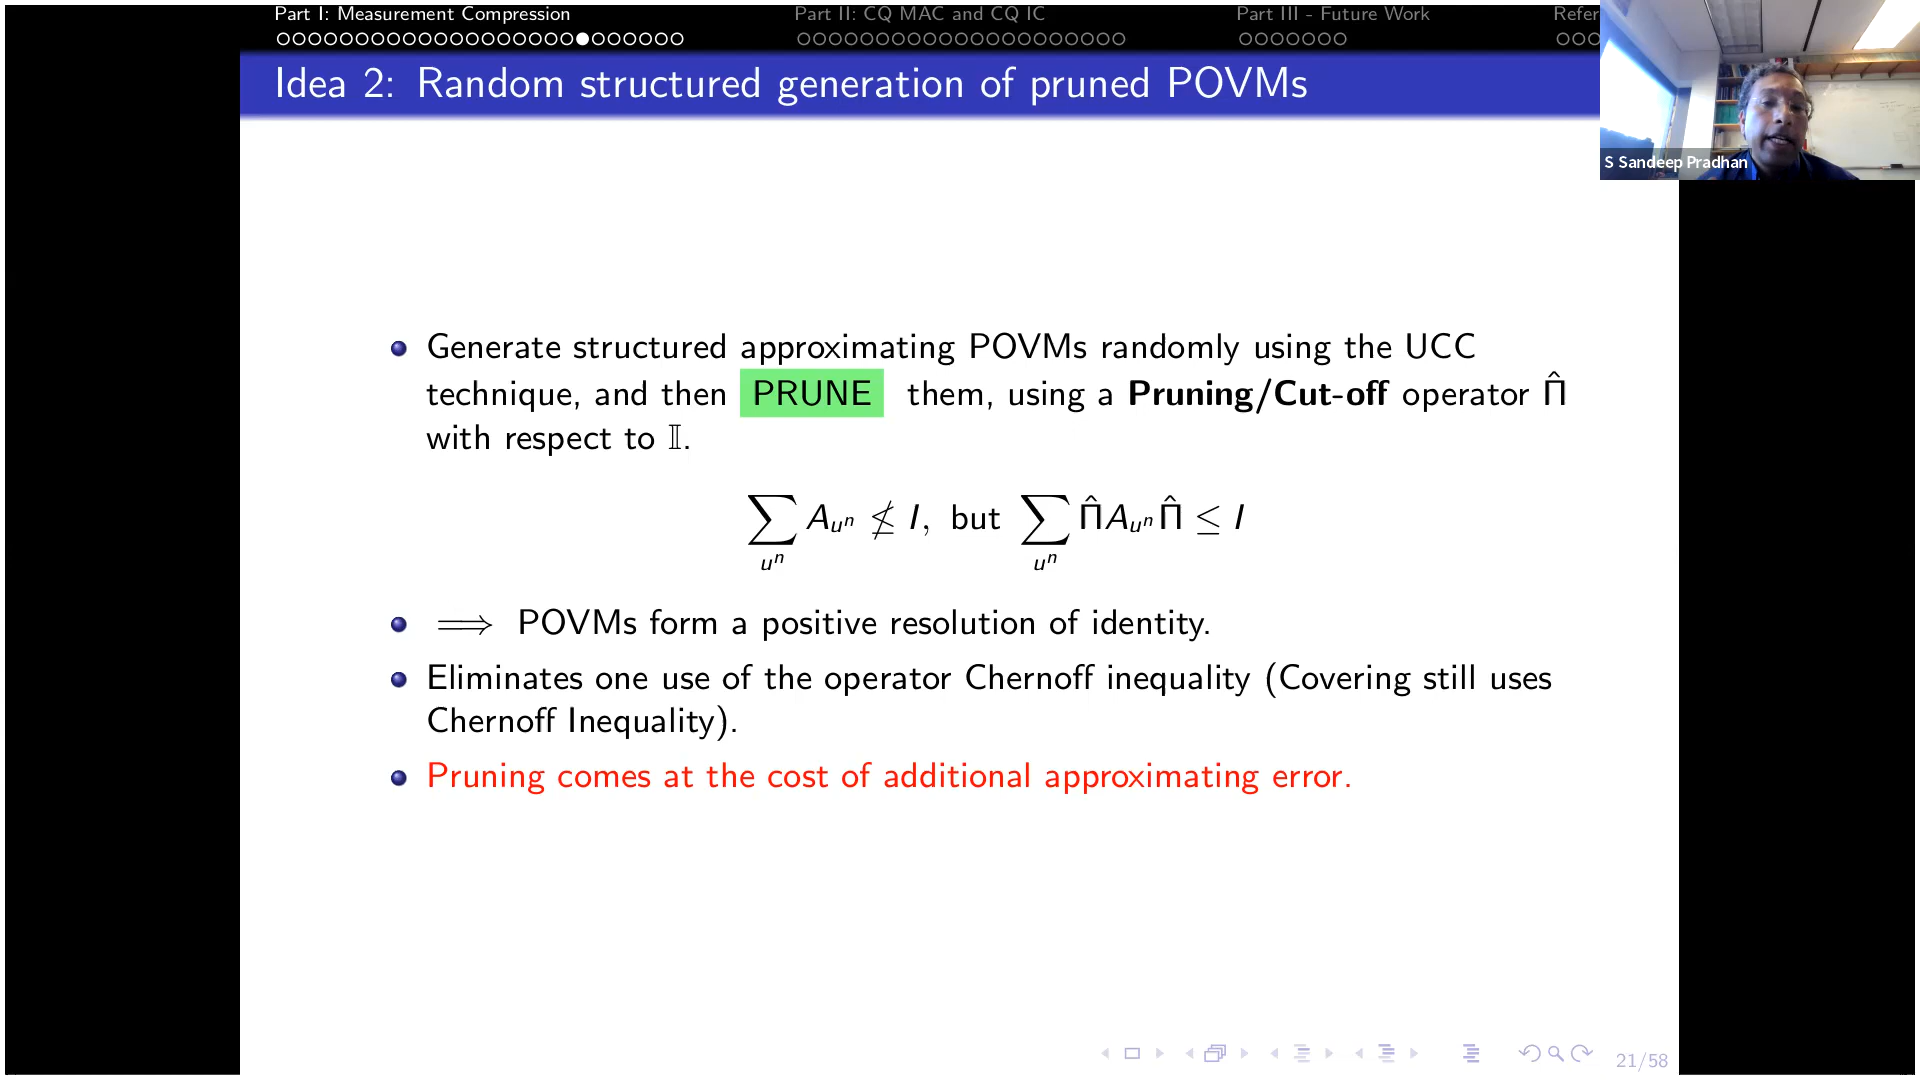 Part I: Measurement Compression Part II: CQ MAC and CQ IC Part III - Future Work Refer
Idea 2: Random structured generation of pruned POVMs
S Sandeep Pradhan
Generate structured approximating POVMs randomly using the UCC
technique, and then PRUNE them, using a Pruning/Cut-off operator Π̂
with respect to 𝕀.
∑_{uⁿ} A_{uⁿ} ≰ I, but ∑_{uⁿ} Π̂A_{uⁿ}Π̂ ≤ I
⟹ POVMs form a positive resolution of identity.
Eliminates one use of the operator Chernoff inequality (Covering still uses
Chernoff Inequality).
Pruning comes at the cost of additional approximating error.
21/58